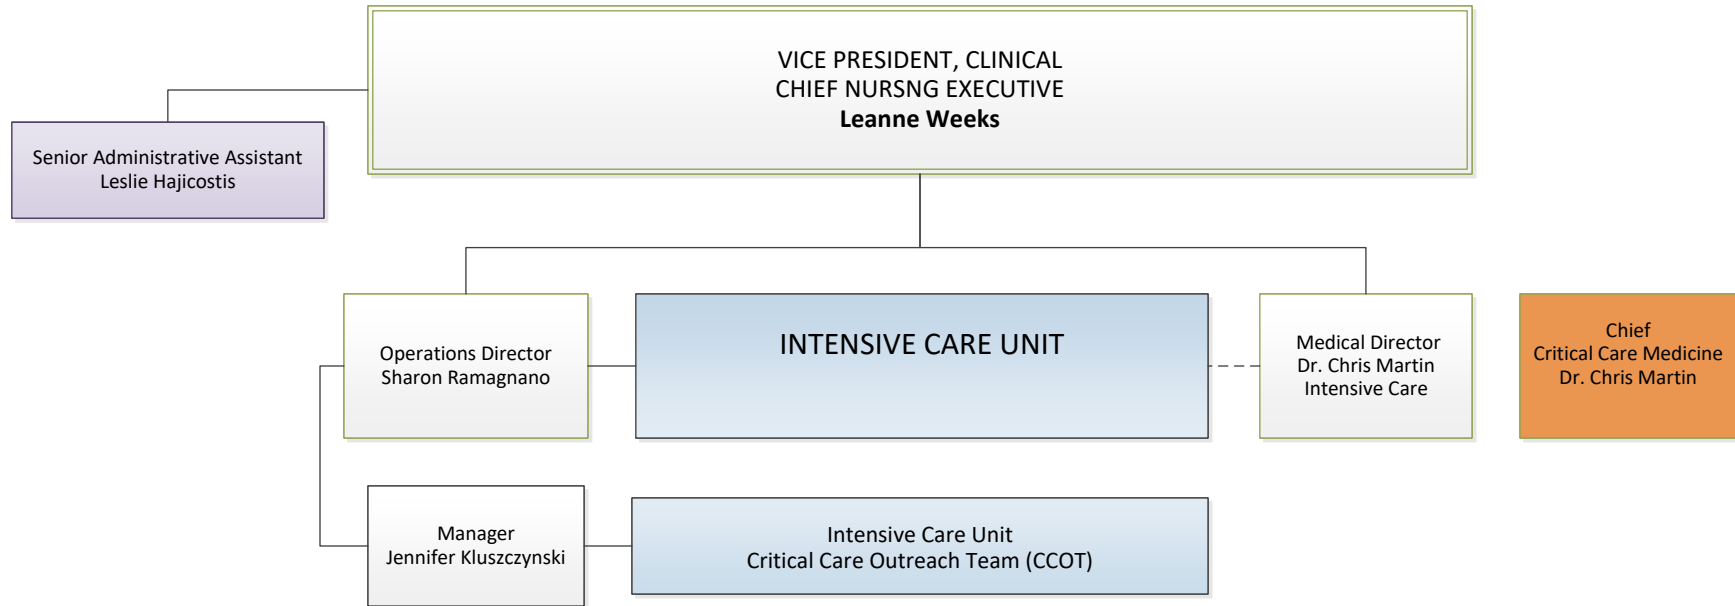 VICE PRESIDENT, CLINICAL
CHIEF NURSNG EXECUTIVE
Leanne Weeks
Senior Administrative Assistant
Leslie Hajicostis
Operations Director
Sharon Ramagnano
INTENSIVE CARE UNIT
Medical Director
Dr. Chris Martin
Intensive Care
Chief
Critical Care Medicine
Dr. Chris Martin
Manager
Jennifer Kluszczynski
Intensive Care Unit
Critical Care Outreach Team (CCOT)